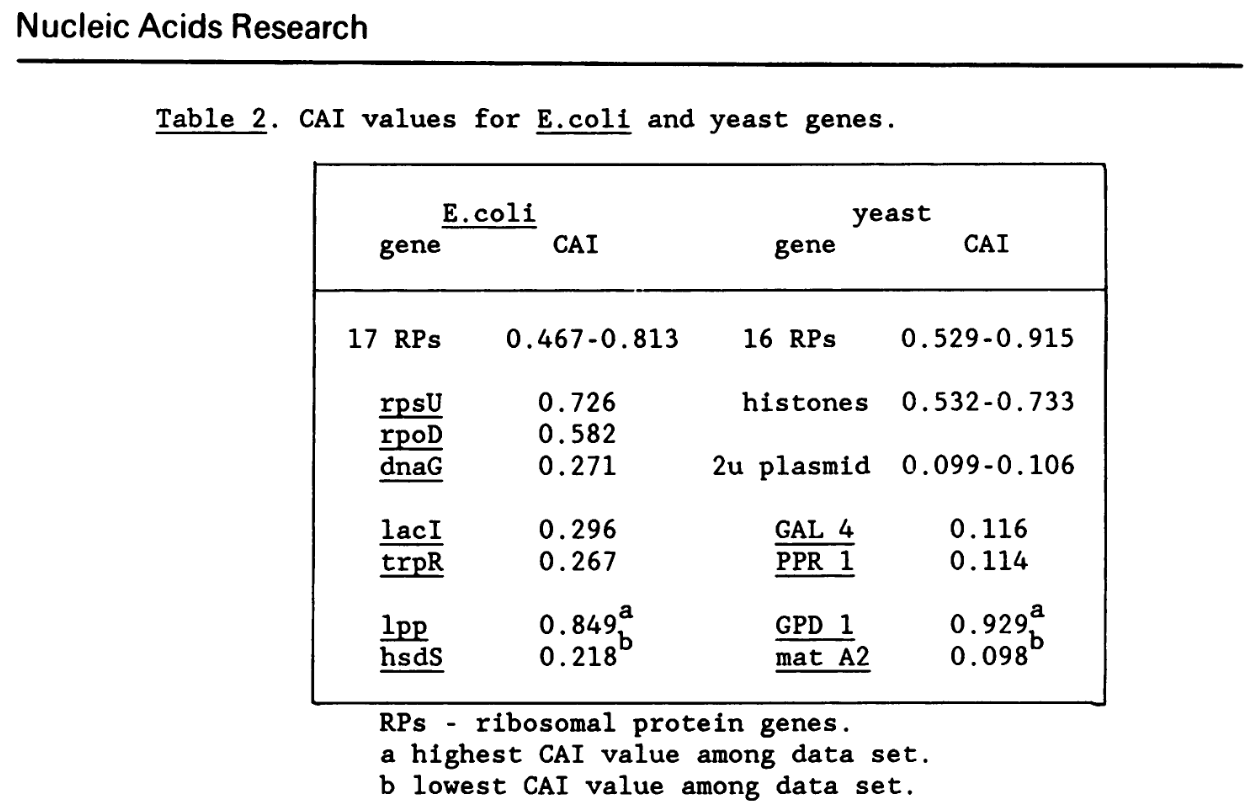 Nucleic Acids Research
Table 2. CAI values for E.coli and yeast genes.
E.coli yeast
gene CAI gene CAI
17 RPs 0.467-0.813 16 RPs 0.529-0.915
rpsU 0.726 histones 0.532-0.733
rpoD 0.582
dnaG 0.271 2u plasmid 0.099-0.106
lacI 0.296 GAL 4 0.116
trpR 0.267 PPR 1 0.114
lpp 0.849a GPD 1 0.929a
hsdS 0.218b mat A2 0.098b
RPs - ribosomal protein genes.
a highest CAI value among data set.
b lowest CAI value among data set.